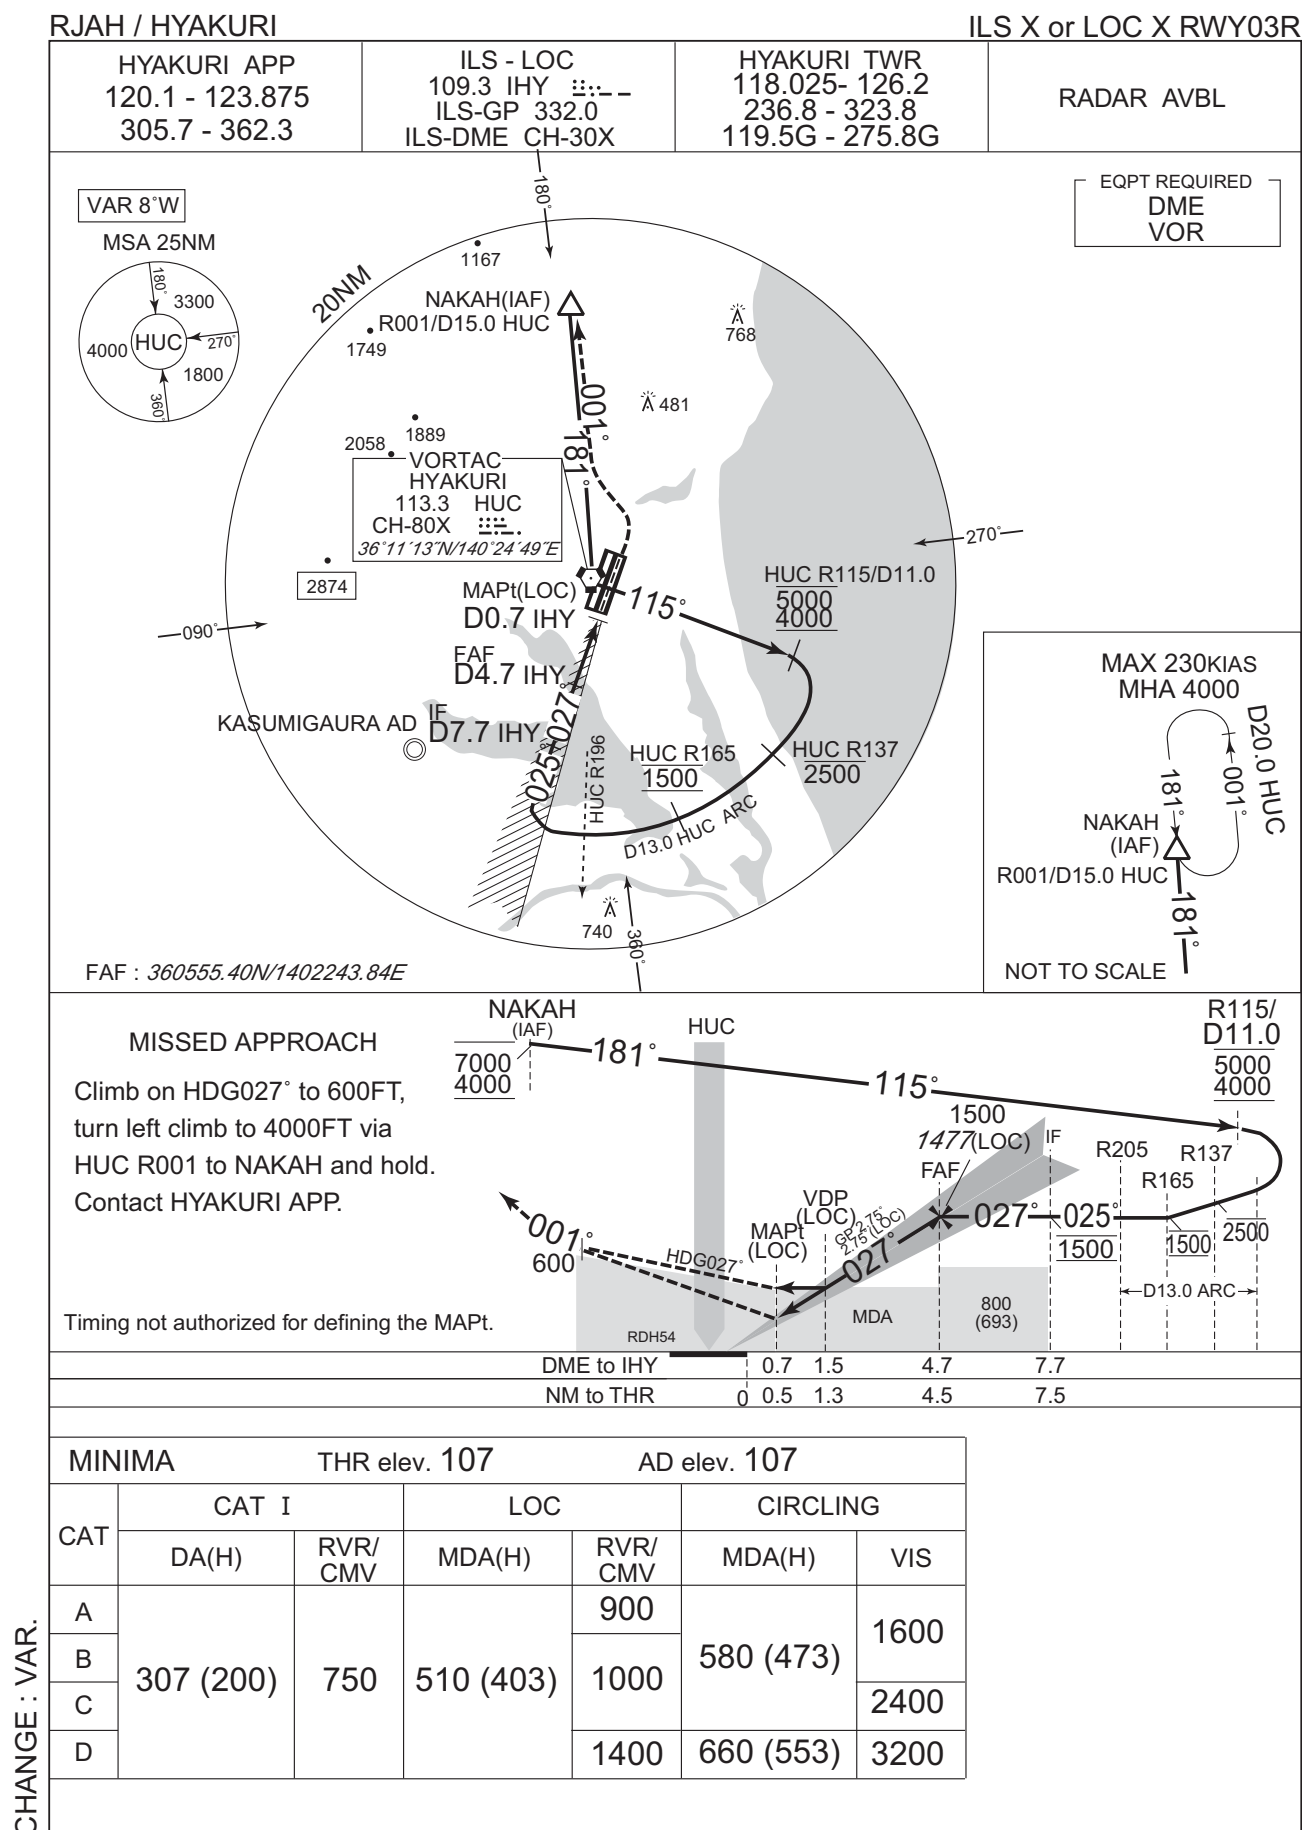 RJAH / HYAKURI
ILS X or LOC X RWY03R
HYAKURI APP
120.1 - 123.875
305.7 - 362.3
ILS - LOC
109.3 IHY
ILS-GP 332.0
ILS-DME CH-30X
HYAKURI TWR
118.025- 126.2
236.8 - 323.8
119.5G - 275.8G
RADAR AVBL
VAR 8˚W
MSA 25NM
180˚
3300
HUC
270˚
4000
1800
360˚
EQPT REQUIRED
DME
VOR
180˚
20NM
1167
NAKAH(IAF)
R001/D15.0 HUC
1749
768
481
001˚
181˚
1889
2058
VORTAC
HYAKURI
113.3 HUC
CH-80X
36˚11´13˝N/140˚24´49˝E
270˚
2874
090˚
MAPt(LOC)
D0.7 IHY
115˚
HUC R115/D11.0
5000
4000
FAF
D4.7 IHY
KASUMIGAURA AD
IF
D7.7 IHY
025˚
027˚
HUC R196
HUC R165
1500
HUC R137
2500
D13.0 HUC ARC
740
360˚
FAF : 360555.40N/1402243.84E
MAX 230KIAS
MHA 4000
D20.0 HUC
181˚
001˚
NAKAH
(IAF)
R001/D15.0 HUC
181˚
NOT TO SCALE
MISSED APPROACH
Climb on HDG027˚ to 600FT,
turn left climb to 4000FT via
HUC R001 to NAKAH and hold.
Contact HYAKURI APP.
Timing not authorized for defining the MAPt.
NAKAH
(IAF)
7000
4000
181˚
HUC
115˚
R115/
D11.0
5000
4000
1500
1477(LOC)
FAF
IF
R205
R137
R165
VDP
(LOC)
MAPt
(LOC)
GP 2.75˚
2.75˚(LOC)
027˚
027˚
025˚
1500
1500
2500
D13.0 ARC
001˚
600
HDG027˚
MDA
800
(693)
RDH54
DME to IHY 0.7 1.5 4.7 7.7
NM to THR 0 0.5 1.3 4.5 7.5
MINIMA THR elev. 107 AD elev. 107
CAT
CAT I
LOC
CIRCLING
DA(H)
RVR/
CMV
MDA(H)
RVR/
CMV
MDA(H)
VIS
A
B
C
D
307 (200)
750
510 (403)
900
1000
1400
580 (473)
660 (553)
1600
2400
3200
CHANGE : VAR.